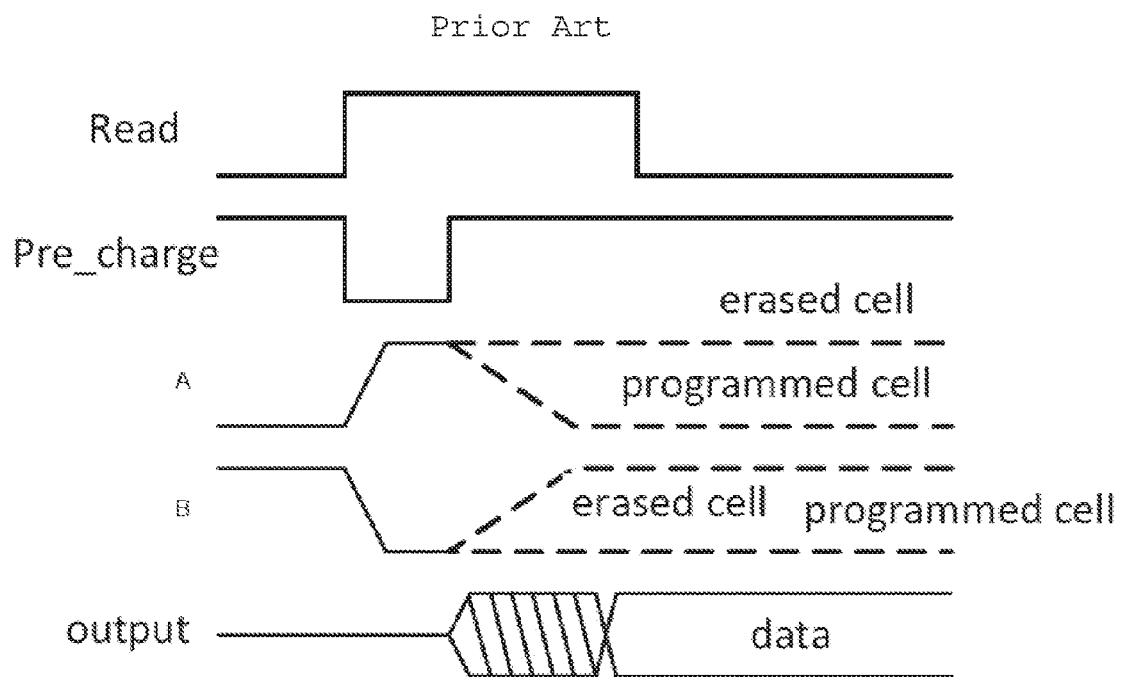 Prior Art
Read
Pre_charge
erased cell
A
programmed cell
B
erased cell
programmed cell
output
data